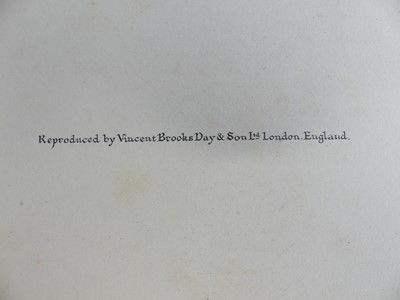 Reproduced by Vincent Brooks Day & Son Ltd London. England.